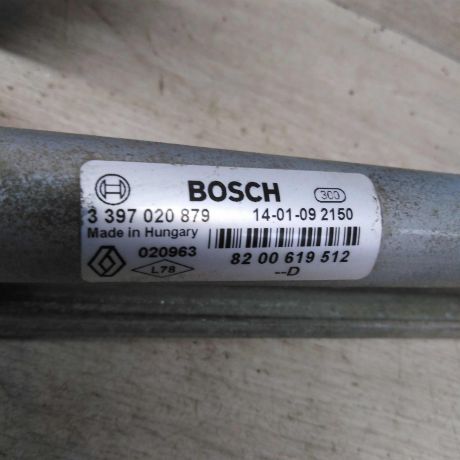 BOSCH 300
3 397 020 879 14-01-09 2150
Made in Hungary
020963
L78 82 00 619 512
--D